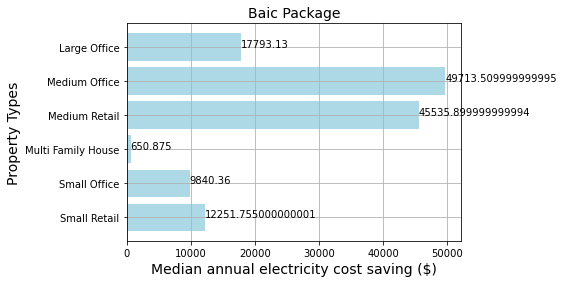 Baic Package
Large Office
17793.13
Medium Office
49713.509999999995
Medium Retail
45535.899999999994
Multi Family House
650.875
Small Office
9840.36
Small Retail
12251.755000000001
0 10000 20000 30000 40000 50000
Median annual electricity cost saving ($)
Property Types